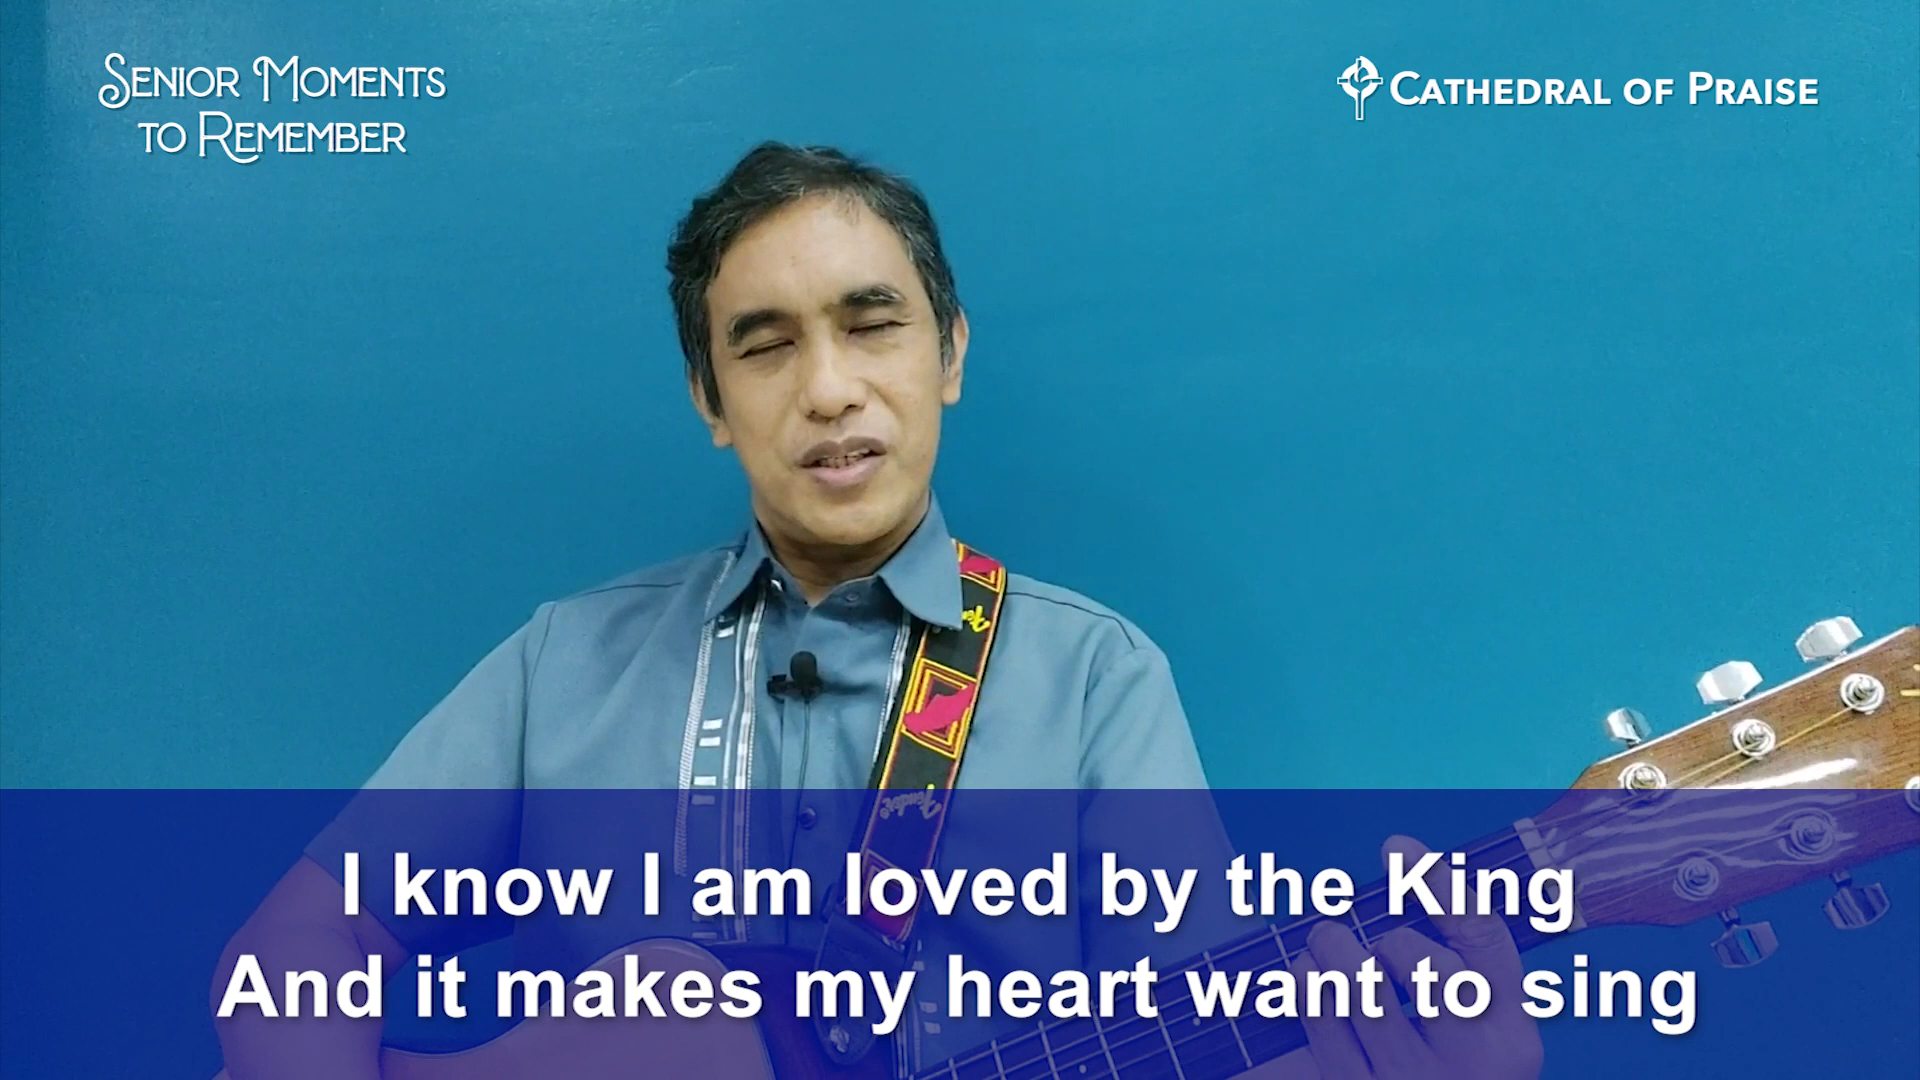 Senior Moments
to Remember
Cathedral of Praise
Fender
I know I am loved by the King
And it makes my heart want to sing